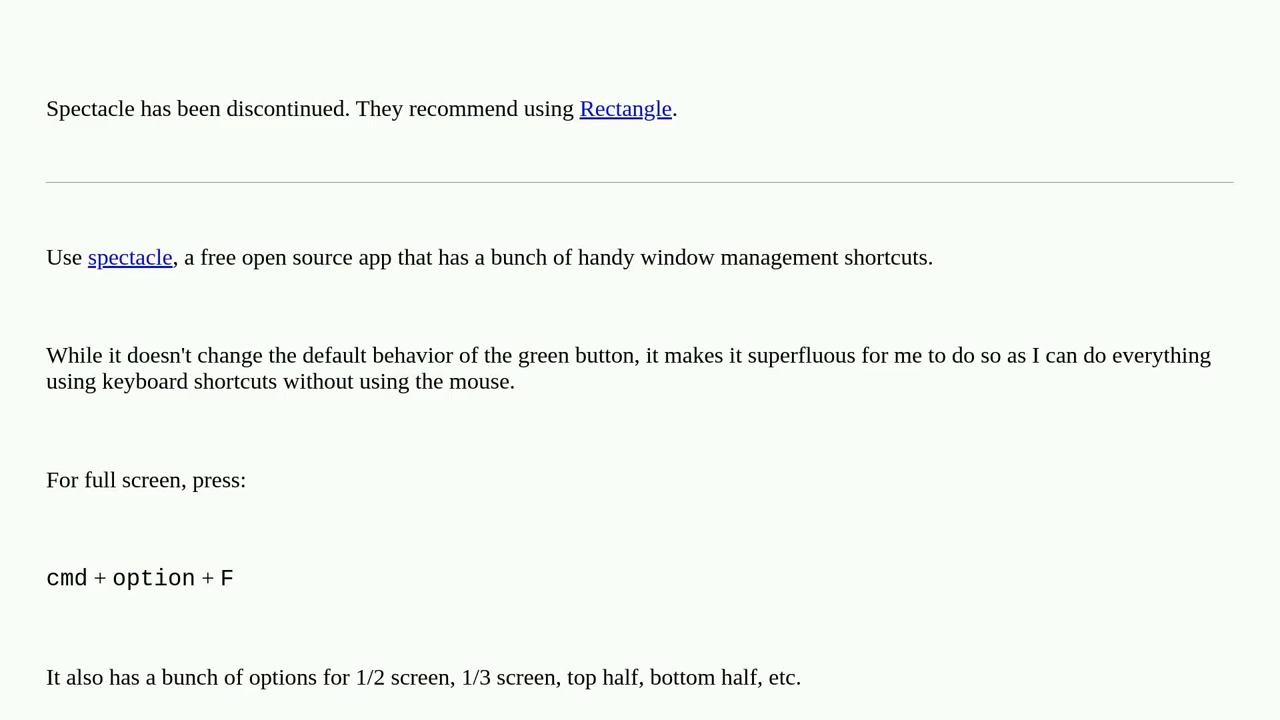 Spectacle has been discontinued. They recommend using Rectangle.
Use spectacle, a free open source app that has a bunch of handy window management shortcuts.
While it doesn't change the default behavior of the green button, it makes it superfluous for me to do so as I can do everything
using keyboard shortcuts without using the mouse.
For full screen, press:
cmd + option + F
It also has a bunch of options for 1/2 screen, 1/3 screen, top half, bottom half, etc.